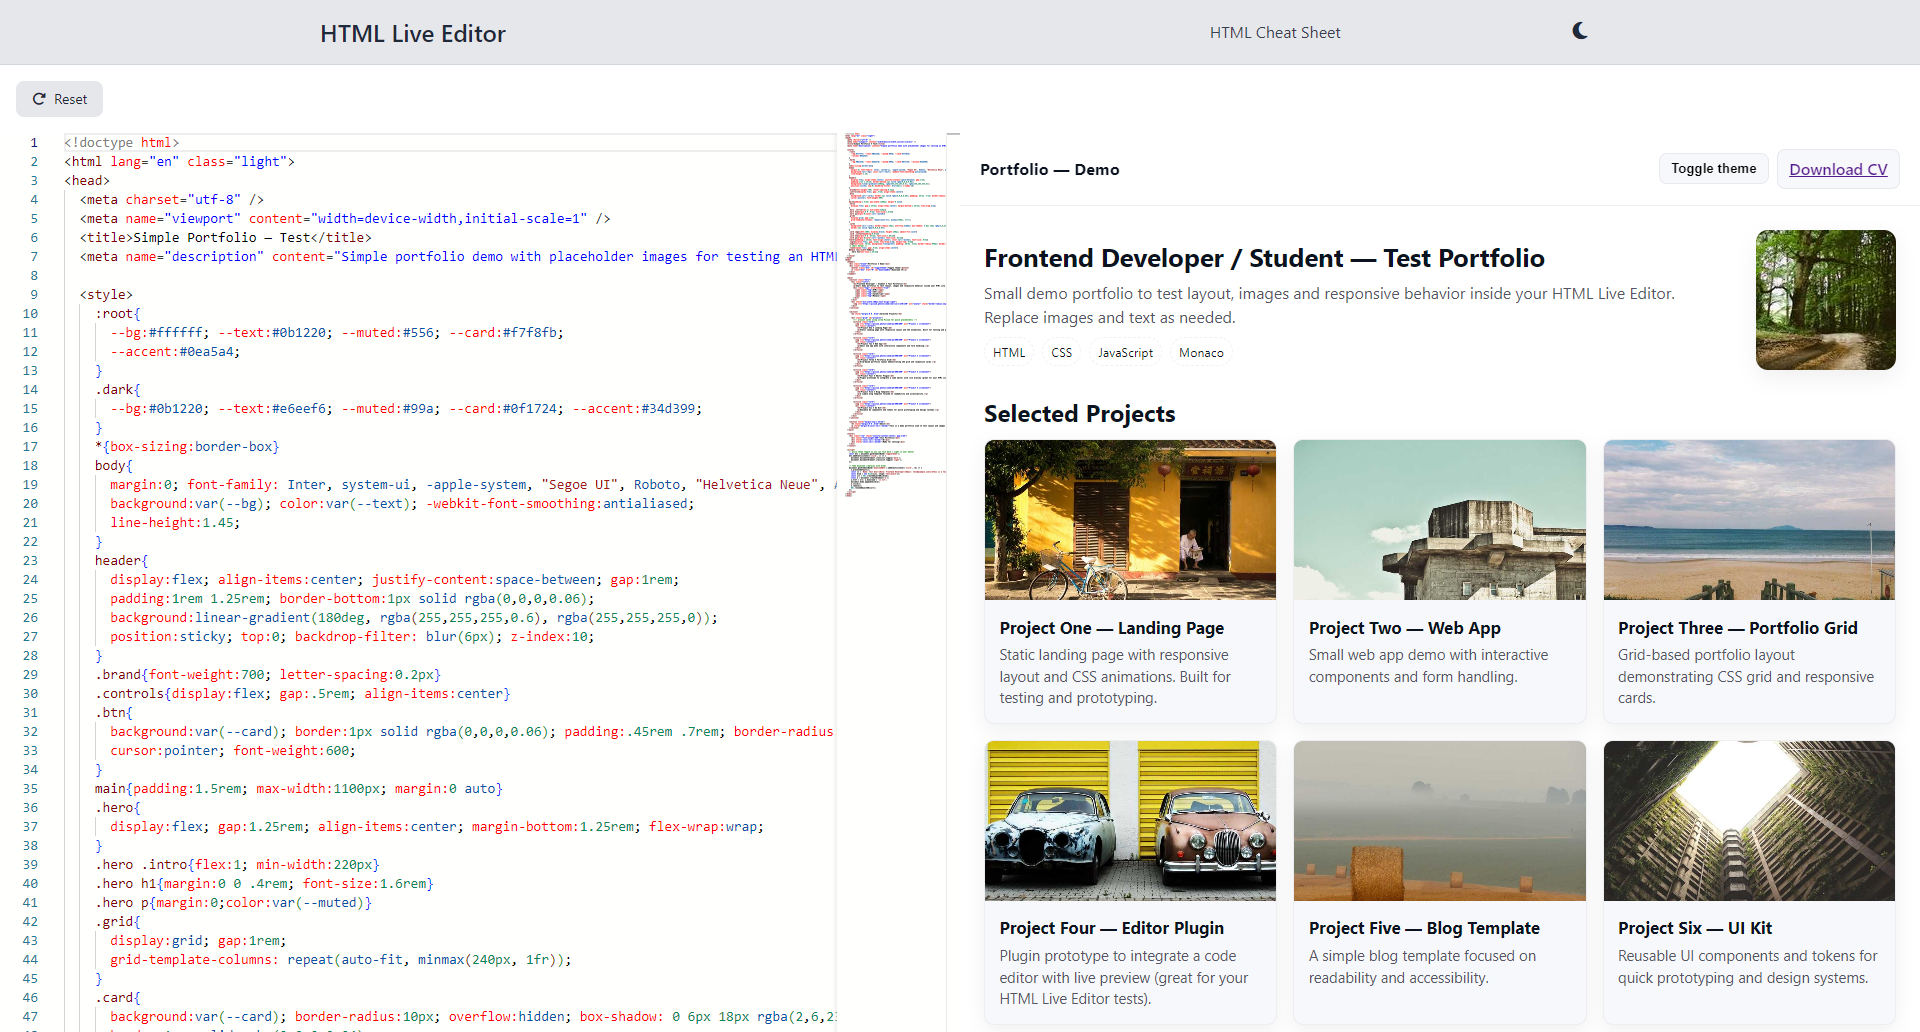 HTML Live Editor
HTML Cheat Sheet
Reset
1 <!doctype html>
2 <html lang="en" class="light">
3 <head>
4 <meta charset="utf-8" />
5 <meta name="viewport" content="width=device-width,initial-scale=1" />
6 <title>Simple Portfolio — Test</title>
7 <meta name="description" content="Simple portfolio demo with placeholder images for testing an HTML
8
9 <style>
10 :root{
11 --bg:#ffffff; --text:#0b1220; --muted:#556; --card:#f7f8fb;
12 --accent:#0ea5a4;
13 }
14 .dark{
15 --bg:#0b1220; --text:#e6eef6; --muted:#99a; --card:#0f1724; --accent:#34d399;
16 }
17 *{box-sizing:border-box}
18 body{
19 margin:0; font-family: Inter, system-ui, -apple-system, "Segoe UI", Roboto, "Helvetica Neue",
20 background:var(--bg); color:var(--text); -webkit-font-smoothing:antialiased;
21 line-height:1.45;
22 }
23 header{
24 display:flex; align-items:center; justify-content:space-between; gap:1rem;
25 padding:1rem 1.25rem; border-bottom:1px solid rgba(0,0,0,0.06);
26 background:linear-gradient(180deg, rgba(255,255,255,0.6), rgba(255,255,255,0));
27 position:sticky; top:0; backdrop-filter: blur(6px); z-index:10;
28 }
29 .brand{font-weight:700; letter-spacing:0.2px}
30 .controls{display:flex; gap:.5rem; align-items:center}
31 .btn{
32 background:var(--card); border:1px solid rgba(0,0,0,0.06); padding:.45rem .7rem; border-radius
33 cursor:pointer; font-weight:600;
34 }
35 main{padding:1.5rem; max-width:1100px; margin:0 auto}
36 .hero{
37 display:flex; gap:1.25rem; align-items:center; margin-bottom:1.25rem; flex-wrap:wrap;
38 }
39 .hero .intro{flex:1; min-width:220px}
40 .hero h1{margin:0 0 .4rem; font-size:1.6rem}
41 .hero p{margin:0;color:var(--muted)}
42 .grid{
43 display:grid; gap:1rem;
44 grid-template-columns: repeat(auto-fit, minmax(240px, 1fr));
45 }
46 .card{
47 background:var(--card); border-radius:10px; overflow:hidden; box-shadow: 0 6px 18px rgba(2,6,2
Portfolio — Demo
Toggle theme
Download CV
Frontend Developer / Student — Test Portfolio
Small demo portfolio to test layout, images and responsive behavior inside your HTML Live Editor.
Replace images and text as needed.
HTML CSS JavaScript Monaco
Selected Projects
Project One — Landing Page
Static landing page with responsive
layout and CSS animations. Built for
testing and prototyping.
Project Two — Web App
Small web app demo with interactive
components and form handling.
Project Three — Portfolio Grid
Grid-based portfolio layout
demonstrating CSS grid and responsive
cards.
Project Four — Editor Plugin
Plugin prototype to integrate a code
editor with live preview (great for your
HTML Live Editor tests).
Project Five — Blog Template
A simple blog template focused on
readability and accessibility.
Project Six — UI Kit
Reusable UI components and tokens for
quick prototyping and design systems.